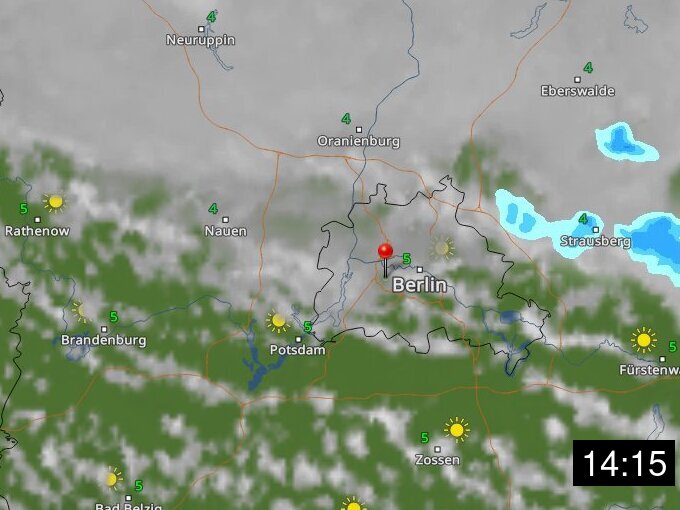 4
Neuruppin
4
Eberswalde
4
Oranienburg
5
Rathenow
4
Nauen
4
Strausberg
5
Berlin
5
Brandenburg
5
Potsdam
5
Fürstenwa
5
Zossen
14:15
5
Bad Belzig